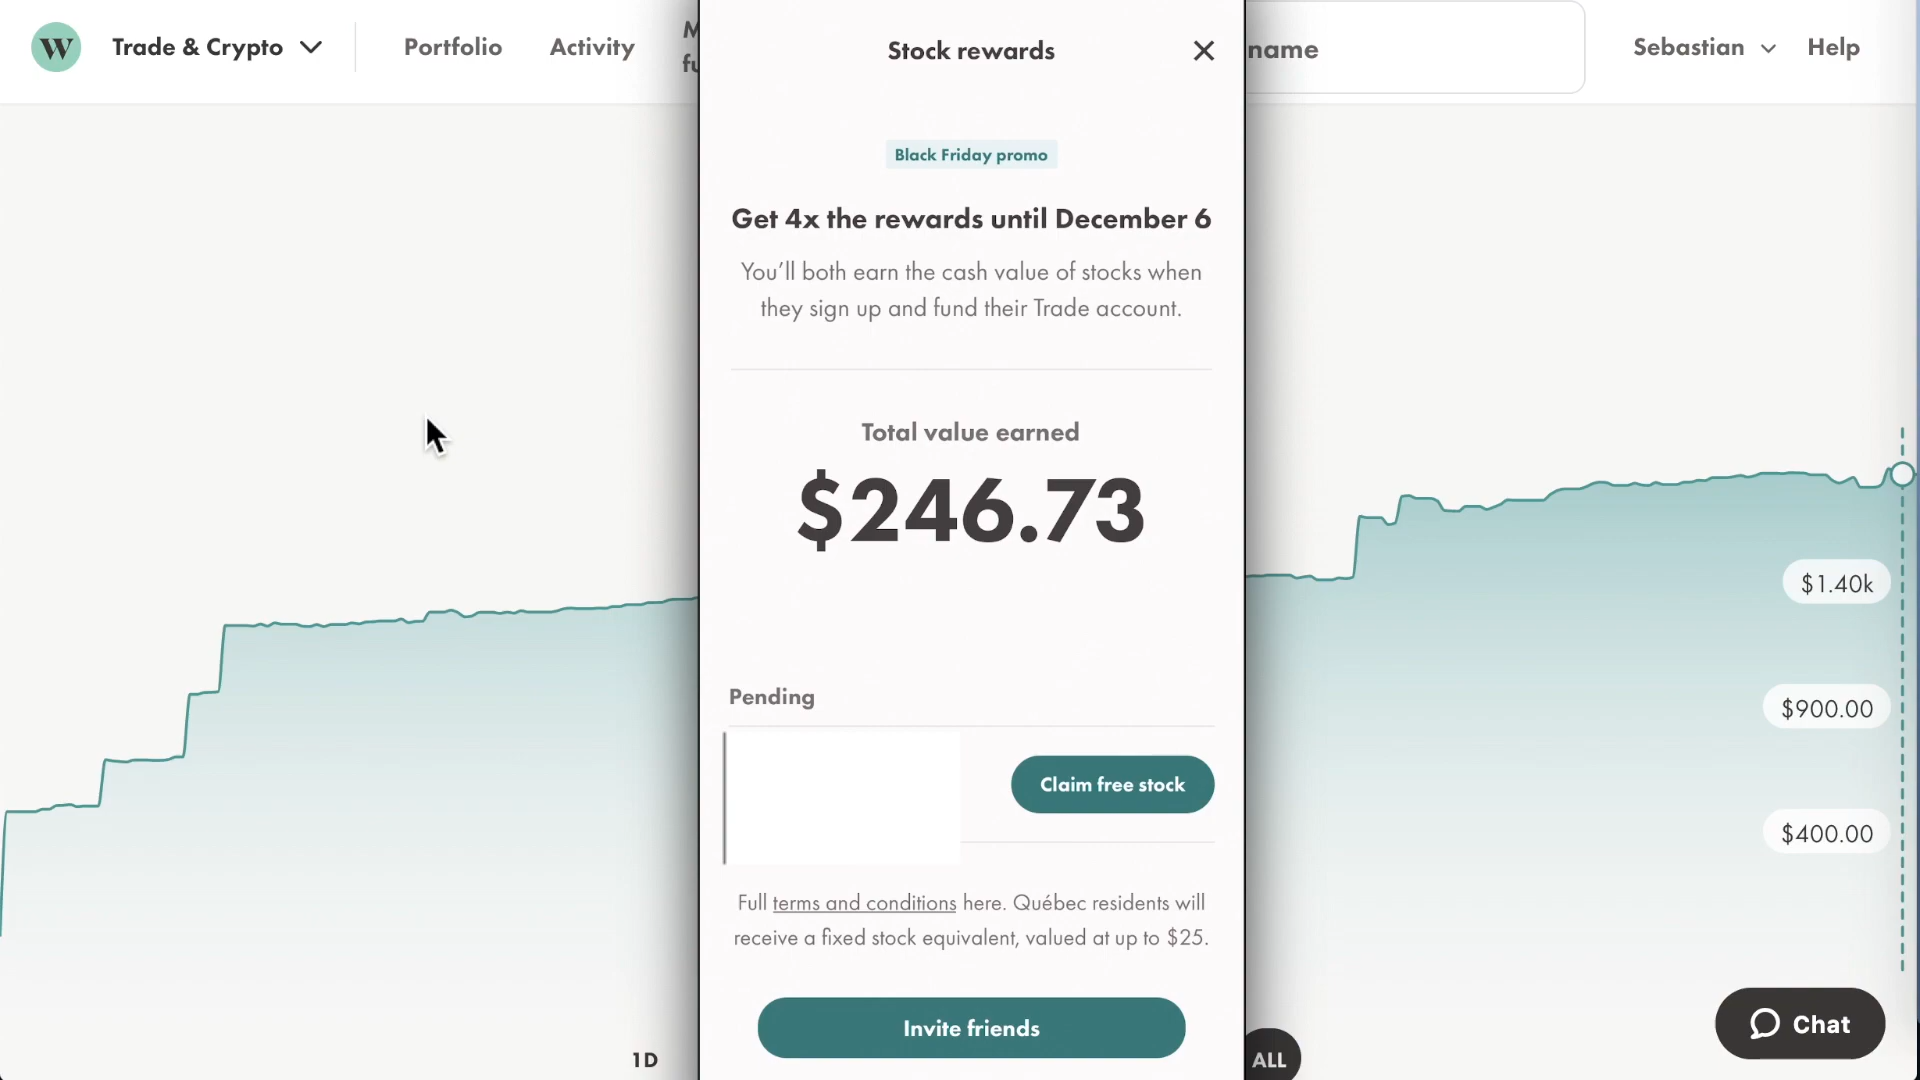 W
Trade & Crypto
Portfolio
Activity
Stock rewards
name
Sebastian
Help
Black Friday promo
Get 4x the rewards until December 6
You'll both earn the cash value of stocks when
they sign up and fund their Trade account.
Total value earned
$246.73
Pending
Claim free stock
Full terms and conditions here. Québec residents will
receive a fixed stock equivalent, valued at up to $25.
Invite friends
$1.40k
$900.00
$400.00
1D
ALL
Chat